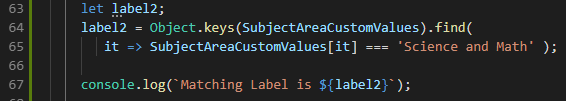 63 let label2;
64 label2 = Object.keys(SubjectAreaCustomValues).find(
65 it => SubjectAreaCustomValues[it] === 'Science and Math' );
66
67 console.log(`Matching Label is ${label2}`);